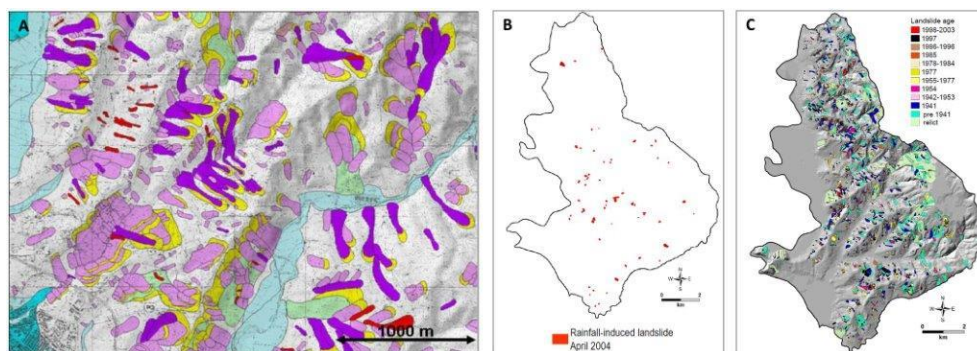 A
1000 m
B
N
W E
S
0 2
km
Rainfall-induced landslide
April 2004
C
Landslide age
1998-2003
1997
1986-1996
1985
1978-1984
1977
1955-1977
1954
1942-1953
1941
pre 1941
relict
N
W E
S
0 2
km